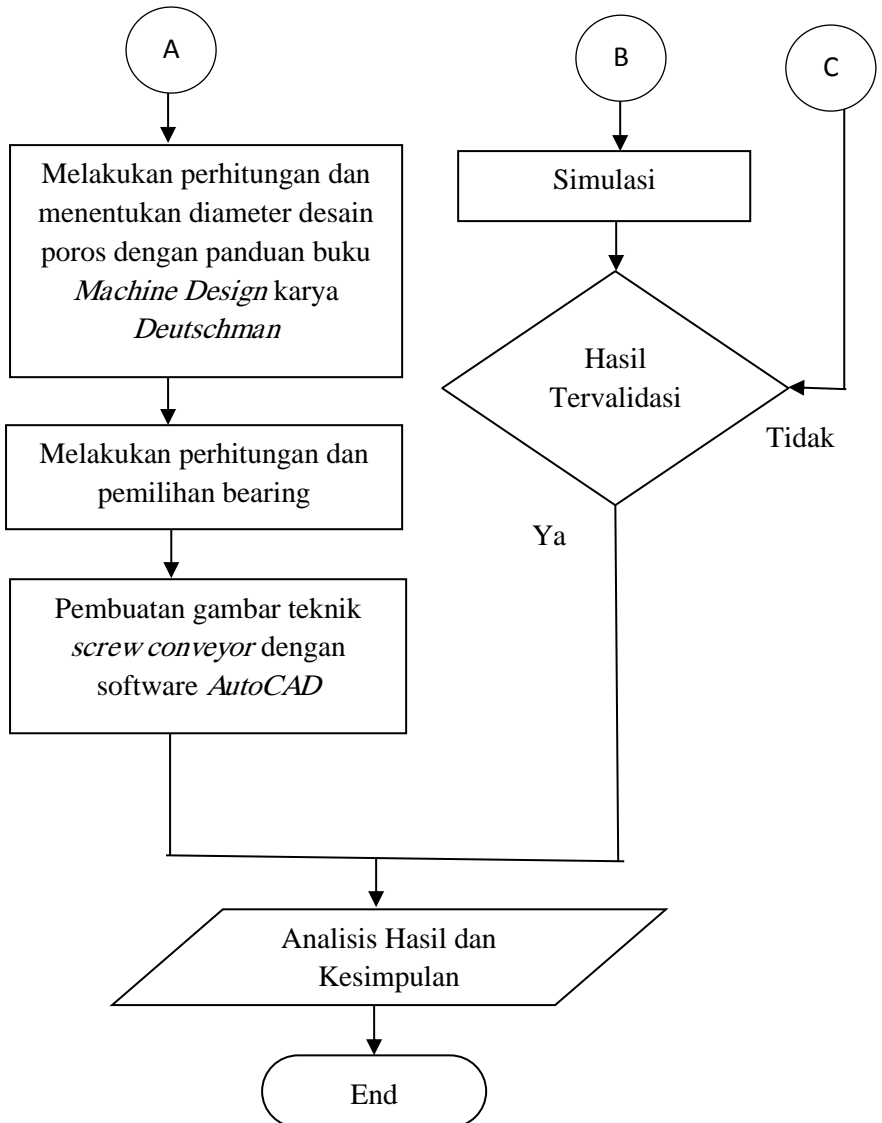 A
Melakukan perhitungan dan
menentukan diameter desain
poros dengan panduan buku
Machine Design karya
Deutschman
Melakukan perhitungan dan
pemilihan bearing
Pembuatan gambar teknik
screw conveyor dengan
software AutoCAD
B
Simulasi
Hasil
Tervalidasi
C
Tidak
Ya
Analisis Hasil dan
Kesimpulan
End